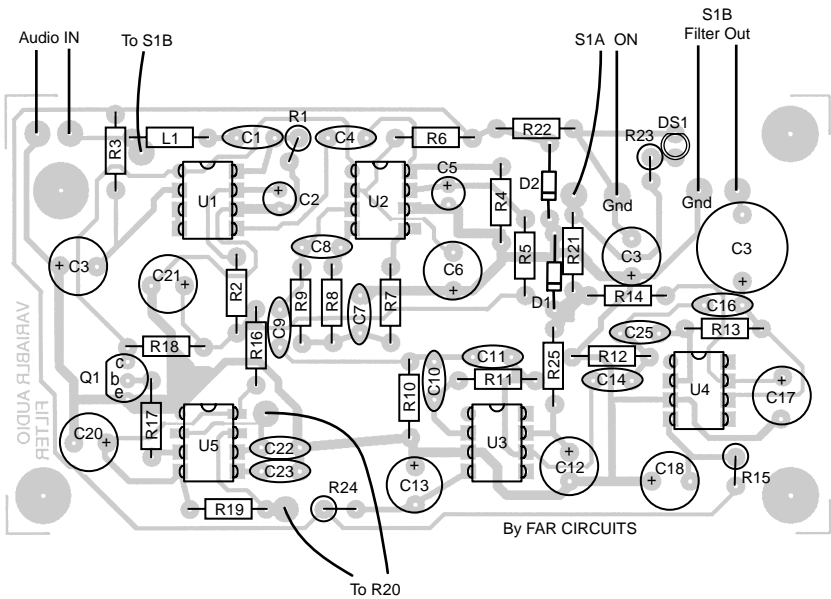 Audio IN
To S1B
S1A ON
S1B
Filter Out
R3
L1
C1
R1
C4
R6
R22
R23
DS1
U1
C2
U2
C5
R4
D2
Gnd
Gnd
C3
C21
R2
C8
C6
R5
R21
C3
C3
R9
R8
C7
R7
D1
R14
C16
VARIABLR AUDIO
FILTER
R18
R16
C9
C10
C11
R25
C25
R13
R12
Q1
c
b
e
R10
R11
C14
U4
C17
C20
R17
U5
C22
C23
U3
C12
C13
C18
R15
R19
R24
By FAR CIRCUITS
To R20